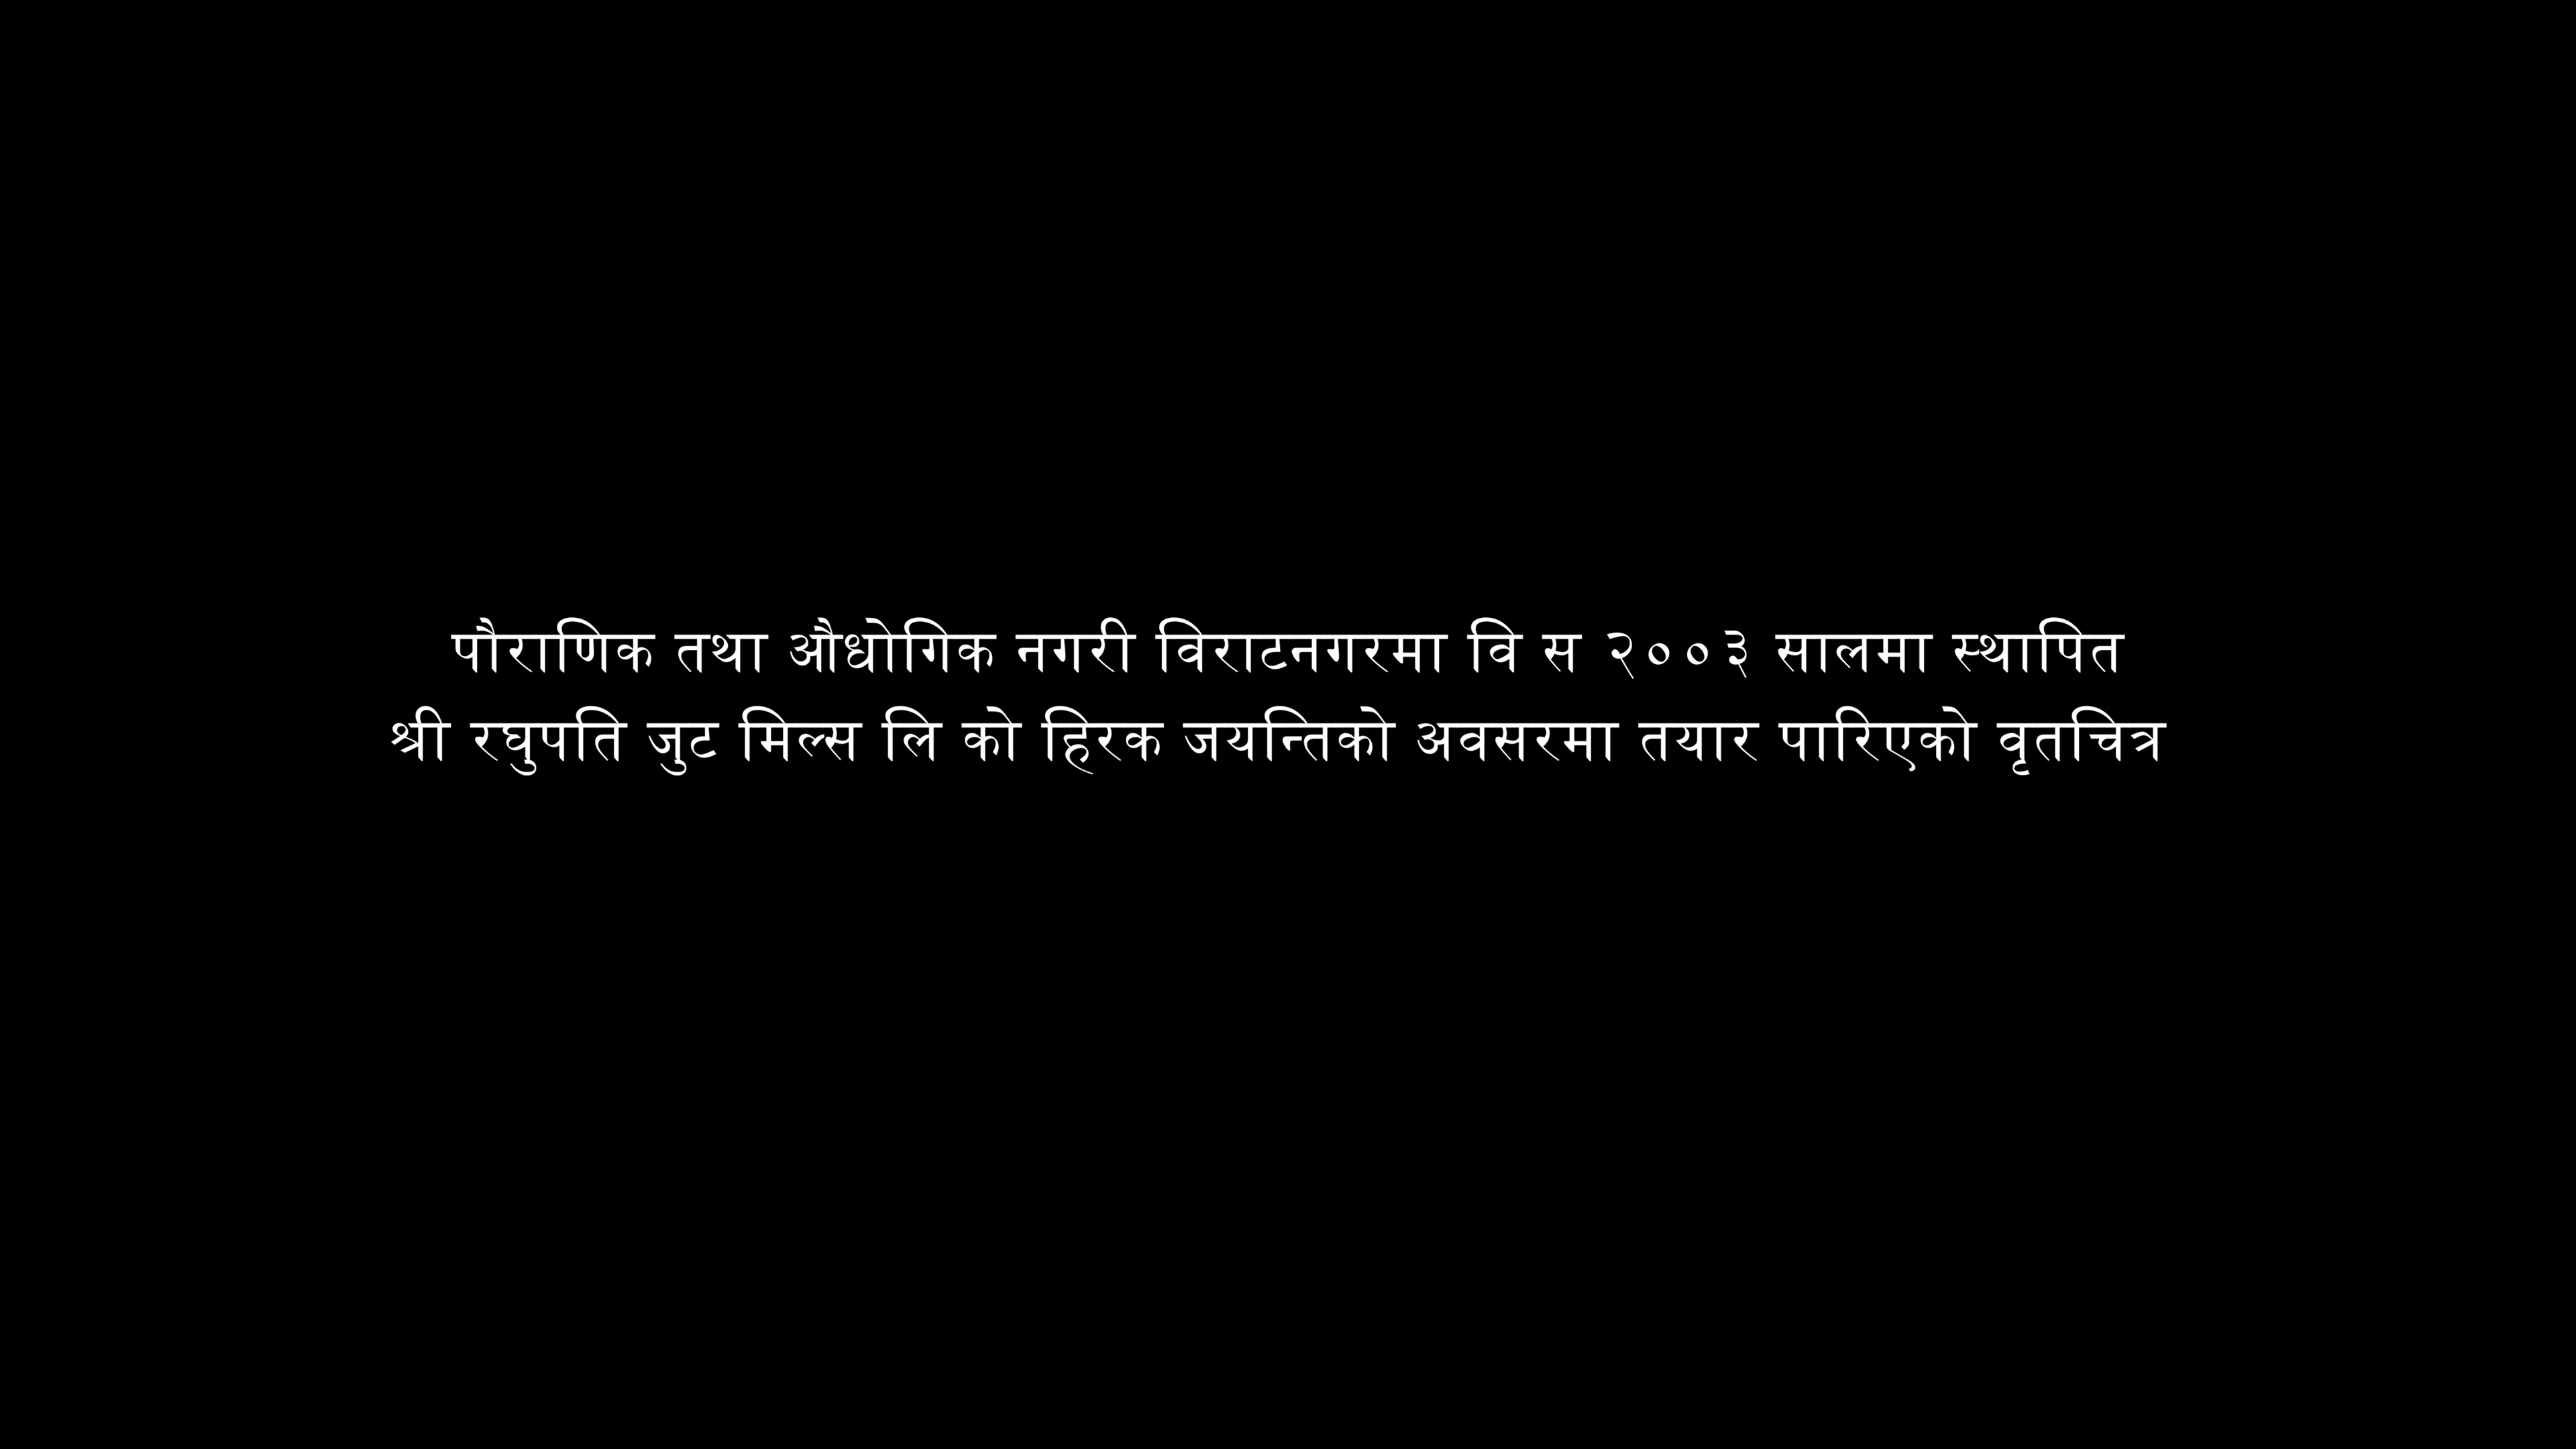 पौराणिक तथा औधोगिक नगरी विराटनगरमा वि स २००३ सालमा स्थापित
श्री रघुपति जुट मिल्स लि को हिरक जयन्तिको अवसरमा तयार पारिएको वृतचित्र